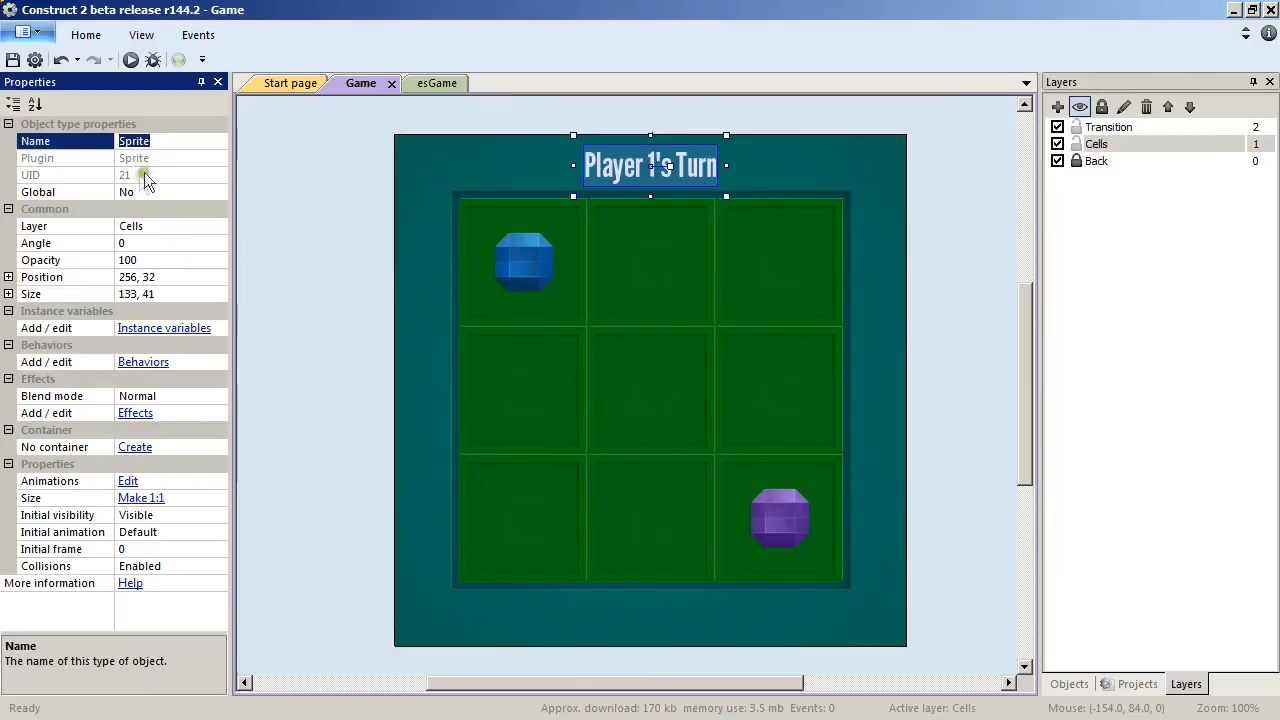 Construct 2 beta release r144.2 - Game
Home View Events
Properties
Object type properties
Name Sprite
Plugin Sprite
UID 21
Global No
Common
Layer Cells
Angle 0
Opacity 100
Position 256, 32
Size 133, 41
Instance variables
Add / edit Instance variables
Behaviors
Add / edit Behaviors
Effects
Blend mode Normal
Add / edit Effects
Container
No container Create
Properties
Animations Edit
Size Make 1:1
Initial visibility Visible
Initial animation Default
Initial frame 0
Collisions Enabled
More information Help
Name
The name of this type of object.
Start page Game esGame
Player 1's Turn
Layers
Transition 2
Cells 1
Back 0
Objects Projects Layers
Ready Approx. download: 170 kb memory use: 3.5 mb Events: 0 Active layer: Cells Mouse: (-154.0, 84.0, 0) Zoom: 100%